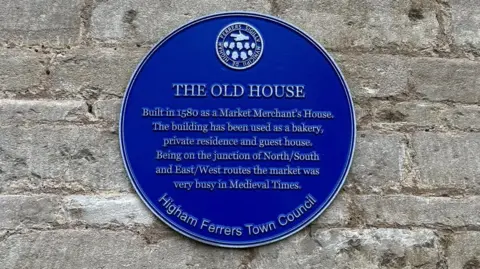 THE OLD HOUSE
Built in 1580 as a Market Merchant's House.
The building has been used as a bakery,
private residence and guest house.
Being on the junction of North/South
and East/West routes the market was
very busy in Medieval Times.
Higham Ferrers Town Council